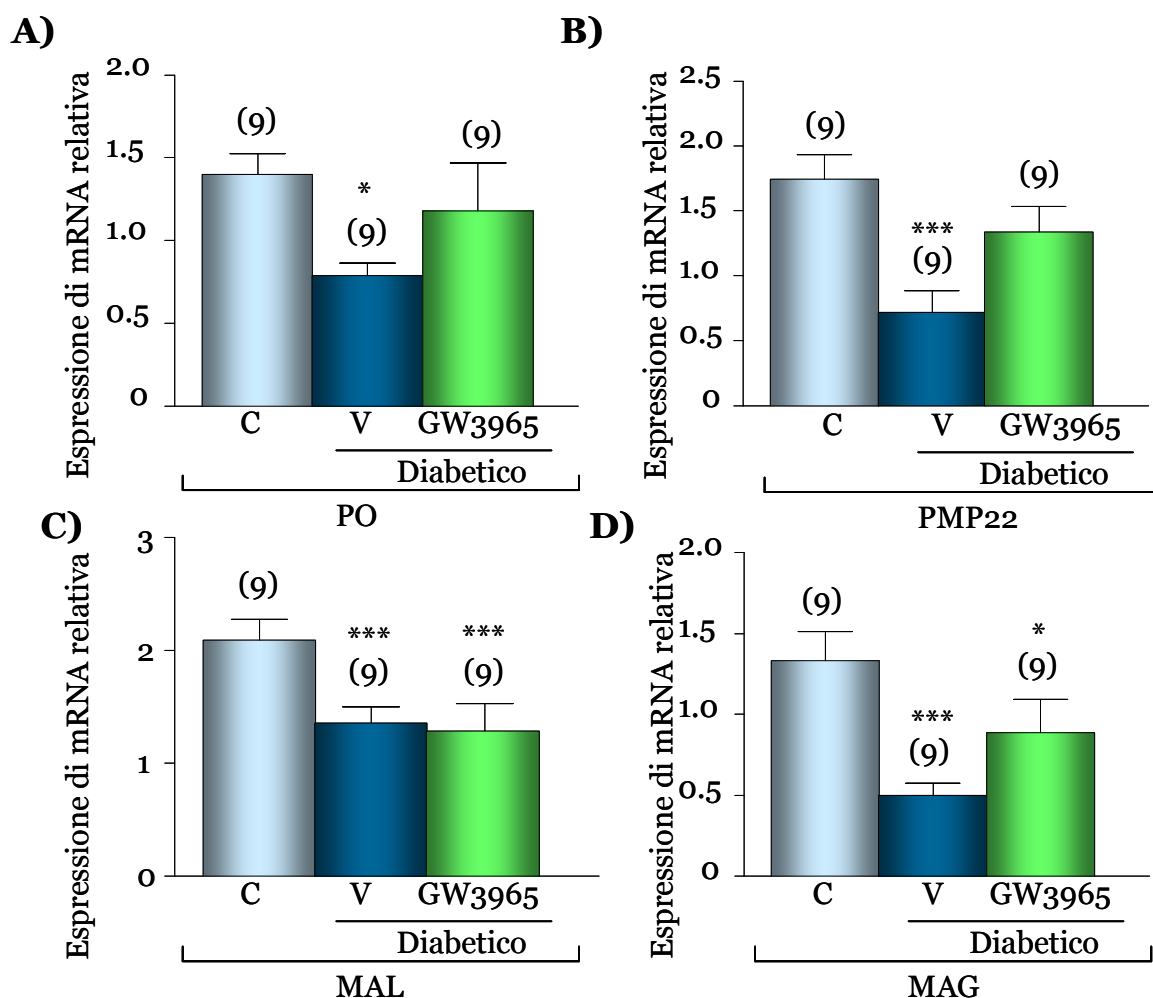 A)
Espressione di mRNA relativa
2.0
1.5
1.0
0.5
0
(9)
*
(9)
(9)
C V GW3965
Diabetico
PO
B)
Espressione di mRNA relativa
2.5
2.0
1.5
1.0
0.5
0
(9)
***
(9)
(9)
C V GW3965
Diabetico
PMP22
C)
Espressione di mRNA relativa
3
2
1
0
(9)
***
(9)
***
(9)
C V GW3965
Diabetico
MAL
D)
Espressione di mRNA relativa
2.0
1.5
1.0
0.5
0
(9)
***
(9)
*
(9)
C V GW3965
Diabetico
MAG